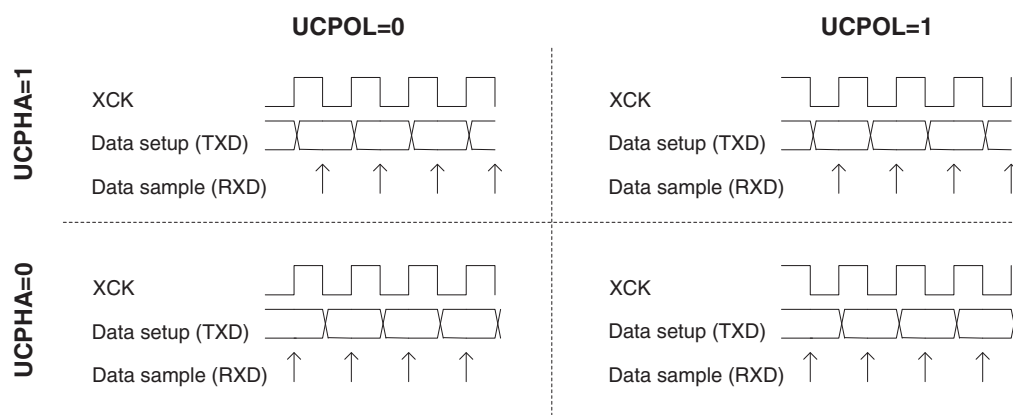 UCPOL=0
UCPOL=1
UCPHA=1
XCK
Data setup (TXD)
Data sample (RXD)
XCK
Data setup (TXD)
Data sample (RXD)
UCPHA=0
XCK
Data setup (TXD)
Data sample (RXD)
XCK
Data setup (TXD)
Data sample (RXD)